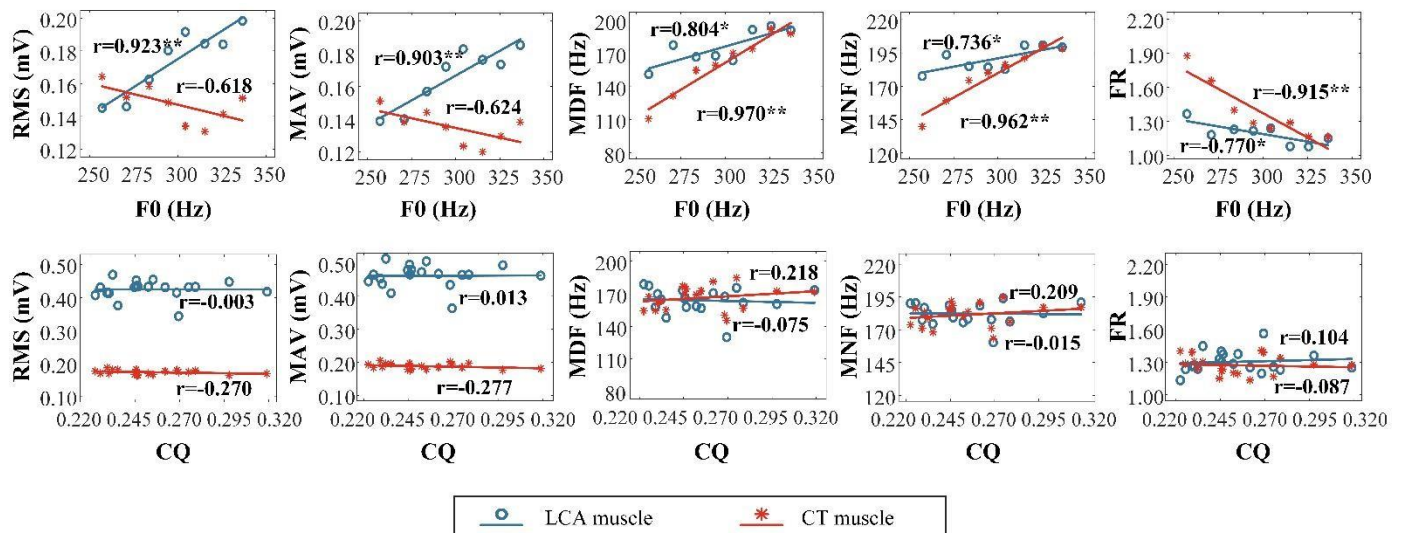 RMS (mV)
0.20
0.18
0.16
0.14
0.12
r=0.923**
r=-0.618
250 275 300 325 350
F0 (Hz)
MAV (mV)
0.20
0.18
0.16
0.14
0.12
r=0.903**
r=-0.624
250 275 300 325 350
F0 (Hz)
MDF (Hz)
200
170
140
110
80
r=0.804*
r=0.970**
250 275 300 325 350
F0 (Hz)
MNF (Hz)
220
195
170
145
120
r=0.736*
r=0.962**
250 275 300 325 350
F0 (Hz)
FR
2.00
1.90
1.60
1.30
1.00
r=-0.915**
r=-0.770*
250 275 300 325 350
F0 (Hz)
RMS (mV)
0.50
0.40
0.30
0.20
0.10
r=-0.003
r=-0.270
0.220 0.245 0.270 0.295 0.320
CQ
MAV (mV)
0.50
0.40
0.30
0.20
0.10
r=0.013
r=-0.277
0.220 0.245 0.270 0.295 0.320
CQ
MDF (Hz)
200
160
120
80
r=0.218
r=-0.075
0.220 0.255 0.290 0.320
CQ
MNF (Hz)
220
195
170
145
120
r=0.209
r=-0.015
0.220 0.245 0.270 0.295 0.320
CQ
FR
2.00
1.90
1.60
1.30
1.00
r=0.104
r=-0.087
0.220 0.245 0.270 0.295 0.320
CQ
LCA muscle CT muscle